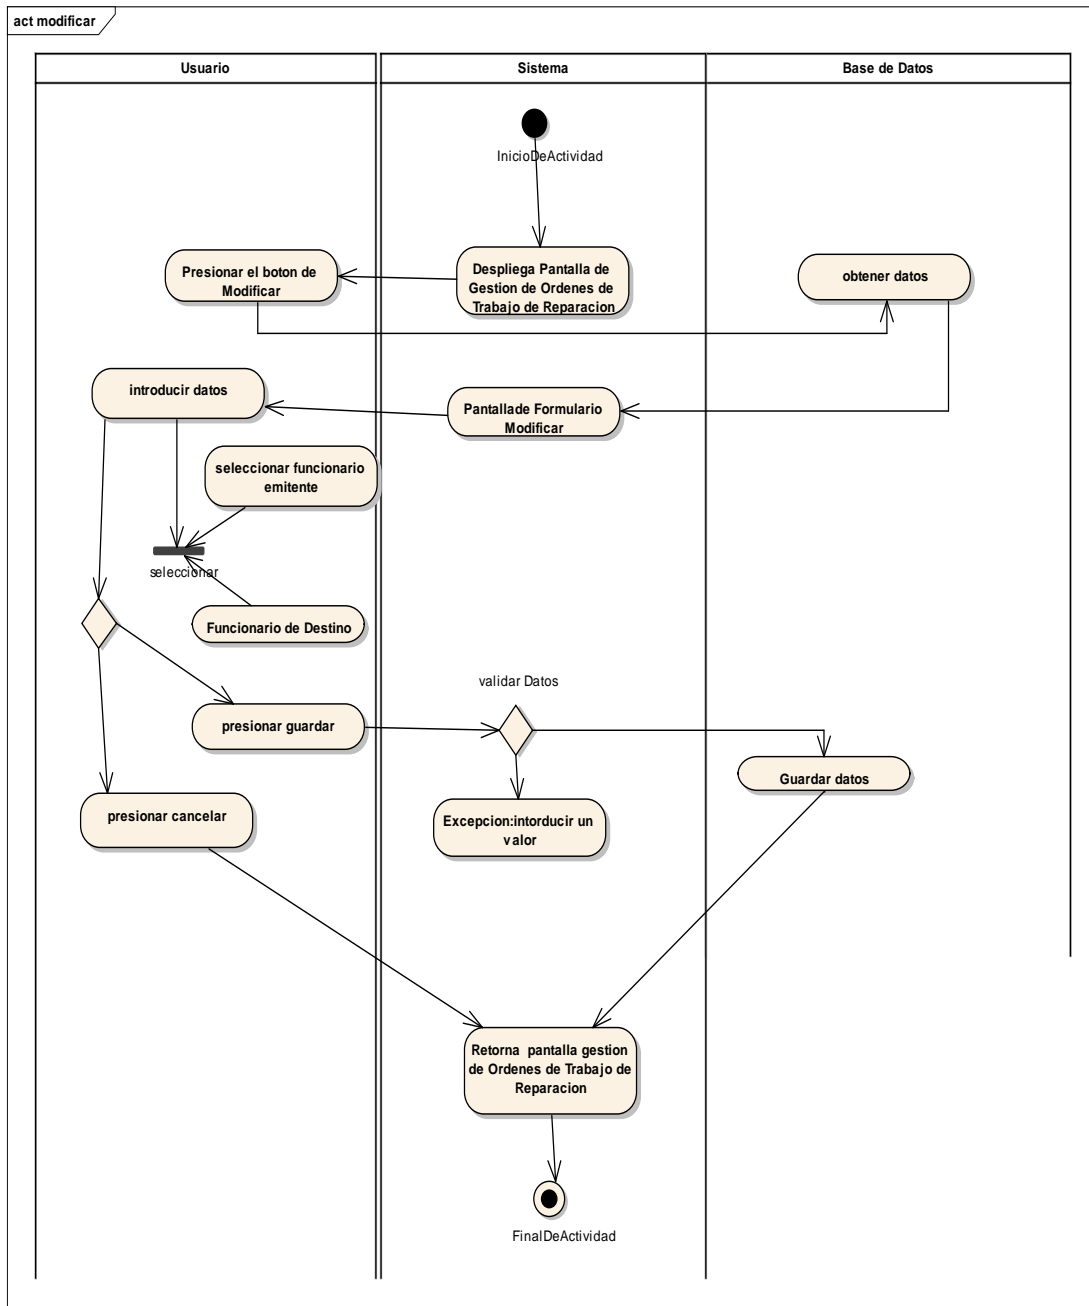 act modificar
Usuario
Sistema
Base de Datos
InicioDeActividad
Presionar el boton de
Modificar
Despliega Pantalla de
Gestion de Ordenes de
Trabajo de Reparacion
obtener datos
introducir datos
Pantallade Formulario
Modificar
seleccionar funcionario
emitente
seleccionar
Funcionario de Destino
validar Datos
presionar guardar
Guardar datos
presionar cancelar
Excepcion:intorducir un
valor
Retorna pantalla gestion
de Ordenes de Trabajo de
Reparacion
FinalDeActividad